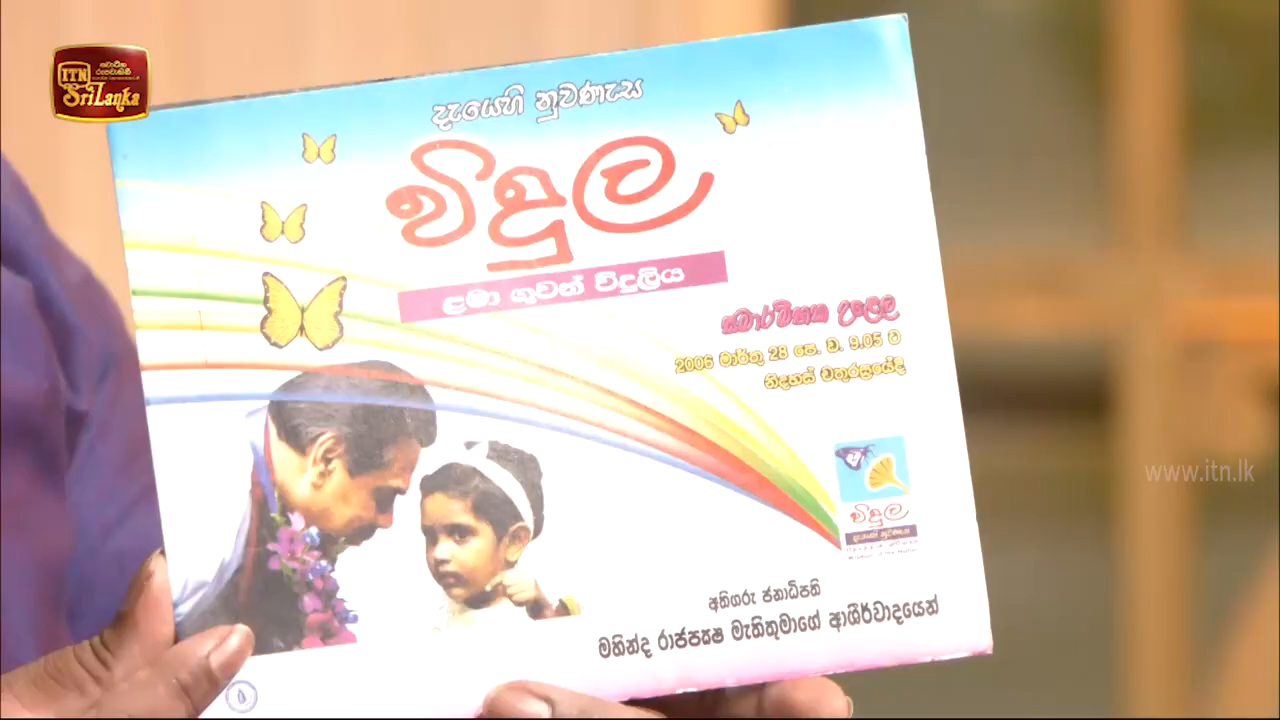 ITN
Sri Lanka
දැයෙහි නුවණැස
විදුල
ළමා ගුවන් විදුලිය
සමාරම්භක උළෙල
2006 මාර්තු 28 පෙ. ව. 9.05 ට
නිදහස් චතුරස්‍රයේදී
www.itn.lk
විදුල
දැයෙහි නුවණැස
අතිගරු ජනාධිපති
මහින්ද රාජපක්ෂ මැතිතුමාගේ ආශීර්වාදයෙන්